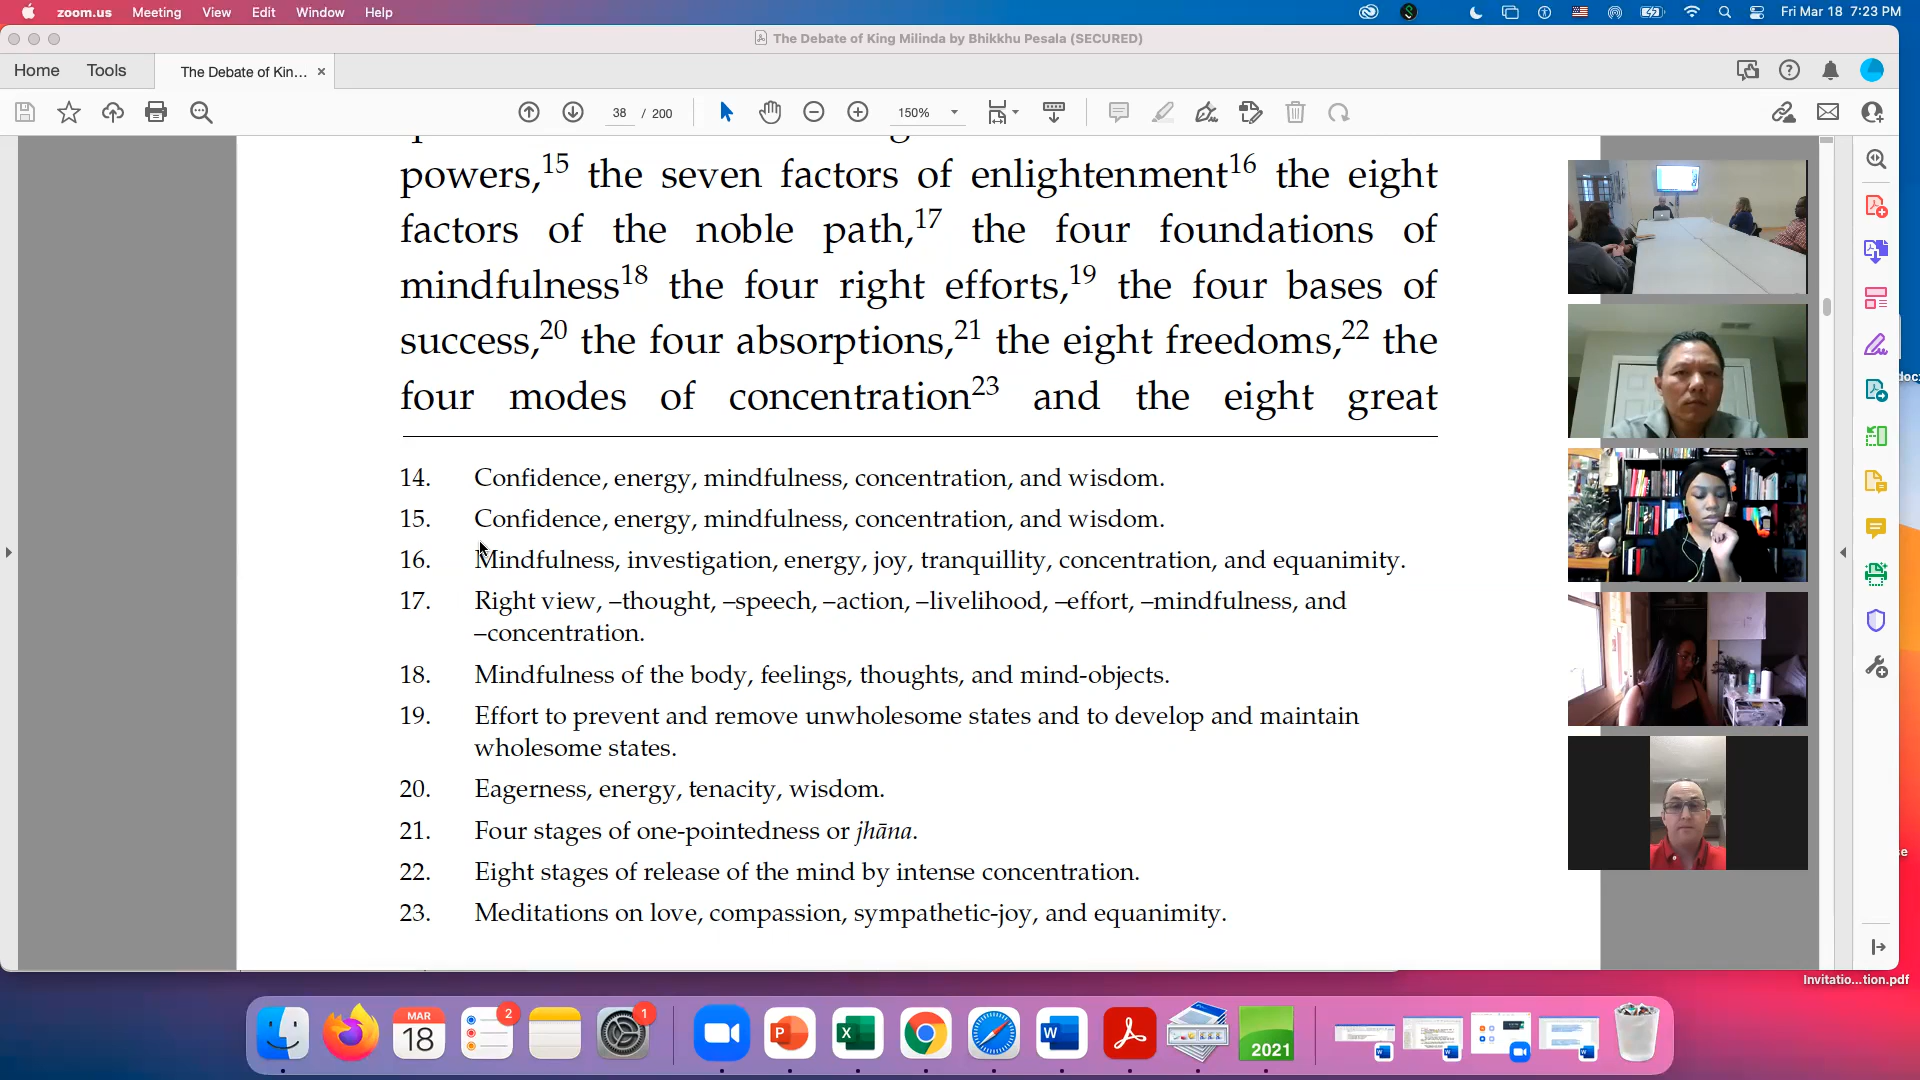 zoom.us Meeting View Edit Window Help
Fri Mar 18 7:23 PM
The Debate of King Milinda by Bhikkhu Pesala (SECURED)
Home Tools The Debate of Kin... ×
38 / 200 150%
powers,15 the seven factors of enlightenment16 the eight
factors of the noble path,17 the four foundations of
mindfulness18 the four right efforts,19 the four bases of
success,20 the four absorptions,21 the eight freedoms,22 the
four modes of concentration23 and the eight great
14. Confidence, energy, mindfulness, concentration, and wisdom.
15. Confidence, energy, mindfulness, concentration, and wisdom.
16. Mindfulness, investigation, energy, joy, tranquillity, concentration, and equanimity.
17. Right view, –thought, –speech, –action, –livelihood, –effort, –mindfulness, and
–concentration.
18. Mindfulness of the body, feelings, thoughts, and mind-objects.
19. Effort to prevent and remove unwholesome states and to develop and maintain
wholesome states.
20. Eagerness, energy, tenacity, wisdom.
21. Four stages of one-pointedness or jhāna.
22. Eight stages of release of the mind by intense concentration.
23. Meditations on love, compassion, sympathetic-joy, and equanimity.
Invitatio...tion.pdf
MAR
18
2
1
2021